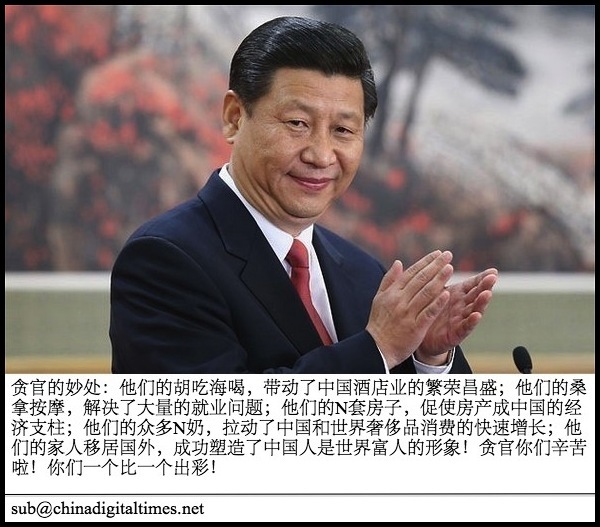 贪官的妙处：他们的胡吃海喝，带动了中国酒店业的繁荣昌盛；他们的桑
拿按摩，解决了大量的就业问题；他们的N套房子，促使房产成中国的经
济支柱；他们的众多N奶，拉动了中国和世界奢侈品消费的快速增长；他
们的家人移居国外，成功塑造了中国人是世界富人的形象！贪官你们辛苦
啦！你们一个比一个出彩！
sub@chinadigitaltimes.net